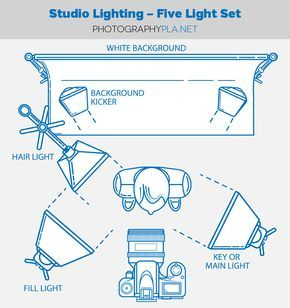 Studio Lighting – Five Light Set
PHOTOGRAPHYPLA.NET
WHITE BACKGROUND
BACKGROUND
KICKER
HAIR LIGHT
KEY OR
MAIN LIGHT
FILL LIGHT